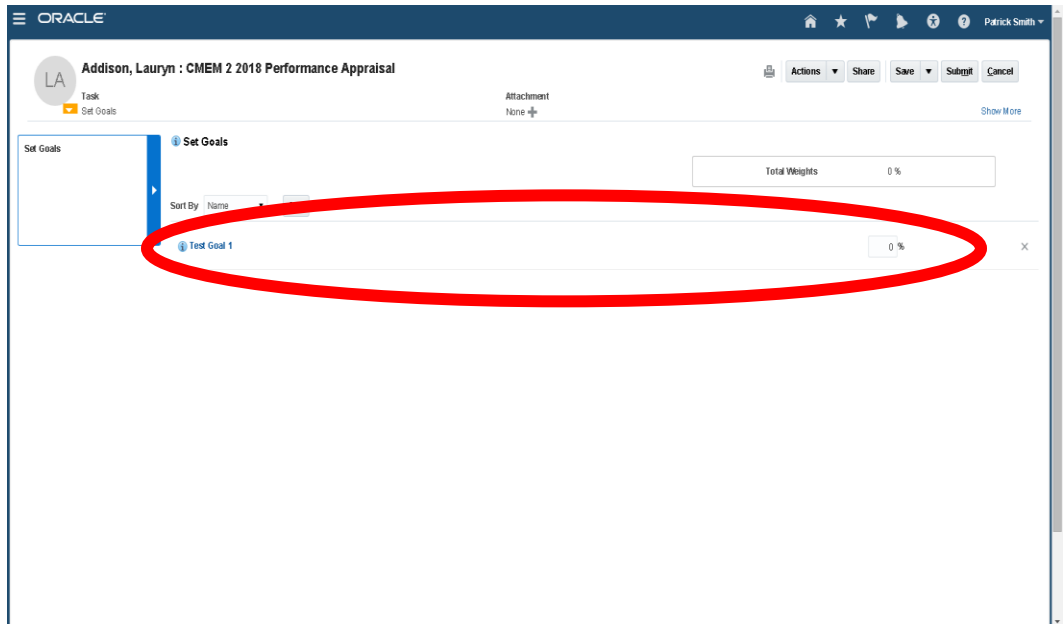 ORACLE
Patrick Smith
LA
Addison, Lauryn : CMEM 2 2018 Performance Appraisal
Actions Share Save Submit Cancel
Task
Attachment
Set Goals
None
Show More
Set Goals
Set Goals
Total Weights 0 %
Sort By Name
Test Goal 1
0 %